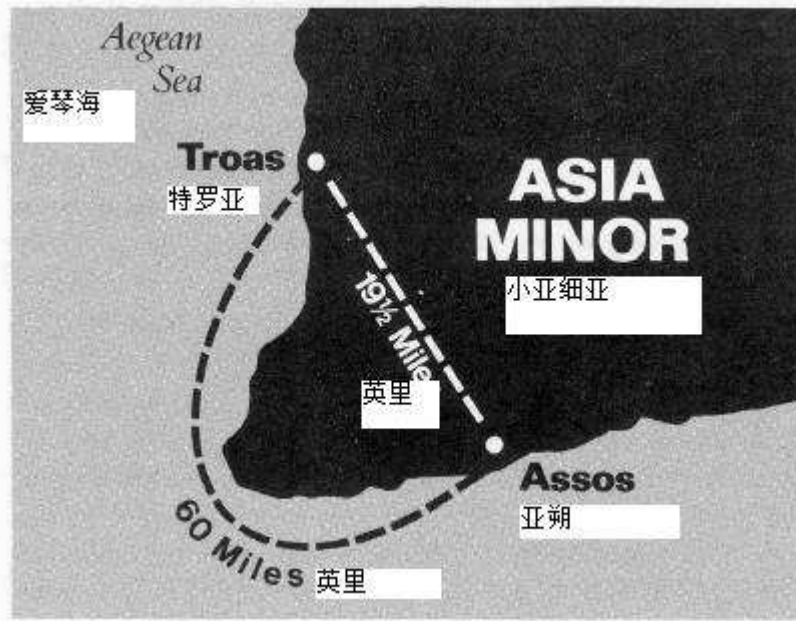 Aegean
Sea
爱琴海
Troas
特罗亚
ASIA
MINOR
小亚细亚
19½ Mile
英里
Assos
亚朔
60 Miles
英里